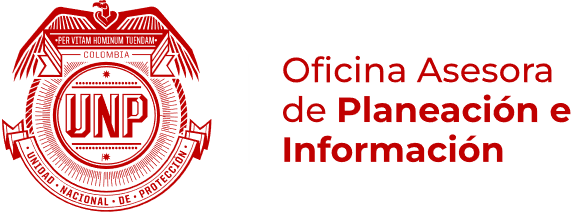 • PER VITAM HOMINUM TUENDAM •
COLOMBIA
UNP
• UNIDAD • NACIONAL • DE • PROTECCIÓN •
Oficina Asesora
de Planeación e
Información